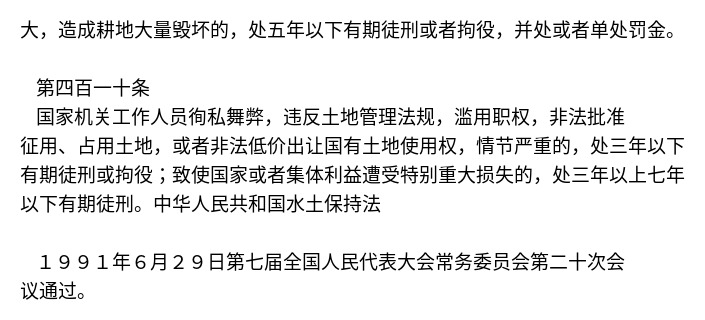 大，造成耕地大量毁坏的，处五年以下有期徒刑或者拘役，并处或者单处罚金。
第四百一十条
国家机关工作人员徇私舞弊，违反土地管理法规，滥用职权，非法批准
征用、占用土地，或者非法低价出让国有土地使用权，情节严重的，处三年以下
有期徒刑或拘役；致使国家或者集体利益遭受特别重大损失的，处三年以上七年
以下有期徒刑。中华人民共和国水土保持法
１９９１年６月２９日第七届全国人民代表大会常务委员会第二十次会
议通过。